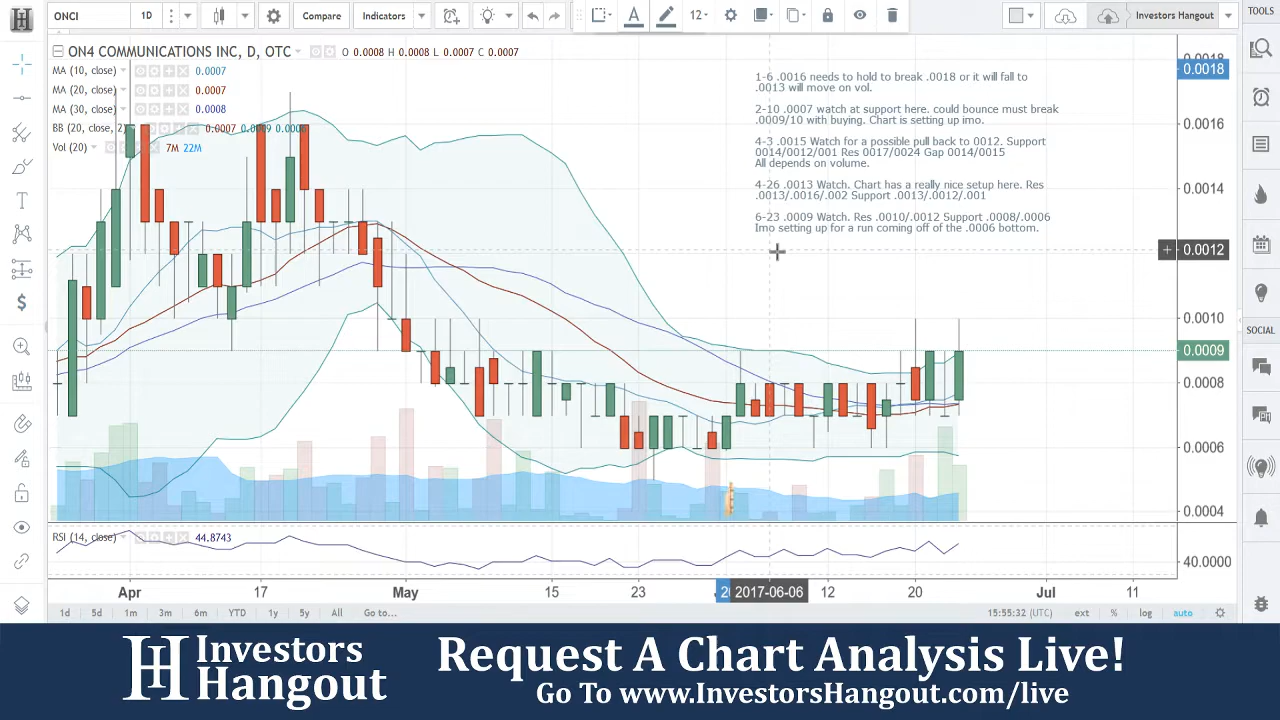 ONCI
1D
Compare
Indicators
12
Investors Hangout
TOOLS
ON4 COMMUNICATIONS INC, D, OTC
O 0.0008 H 0.0008 L 0.0007 C 0.0007
MA (10, close) 0.0007
MA (20, close) 0.0007
MA (30, close) 0.0008
BB (20, close, 2) 0.0007 0.0009 0.0006
Vol (20) 7M 22M
1-6 .0016 needs to hold to break .0018 or it will fall to
.0013 will move on vol.
2-10 .0007 watch at support here. could bounce must break
.0009/10 with buying. Chart is setting up imo.
4-3 .0015 Watch for a possible pull back to 0012. Support
0014/0012/001 Res 0017/0024 Gap 0014/0015
All depends on volume.
4-26 .0013 Watch. Chart has a really nice setup here. Res
.0013/.0016/.002 Support .0013/.0012/.001
6-23 .0009 Watch. Res .0010/.0012 Support .0008/.0006
Imo setting up for a run coming off of the .0006 bottom.
0.0018
0.0016
0.0014
0.0012
0.0010
0.0009
0.0008
0.0006
0.0004
SOCIAL
RSI (14, close) 44.8743
40.0000
Apr 17 May 15 23 2017-06-06 12 20 Jul 11
1d 5d 1m 3m 6m YTD 1y 5y All Go to...
15:55:32 (UTC) ext % log auto
Investors
Hangout
Request A Chart Analysis Live!
Go To www.InvestorsHangout.com/live